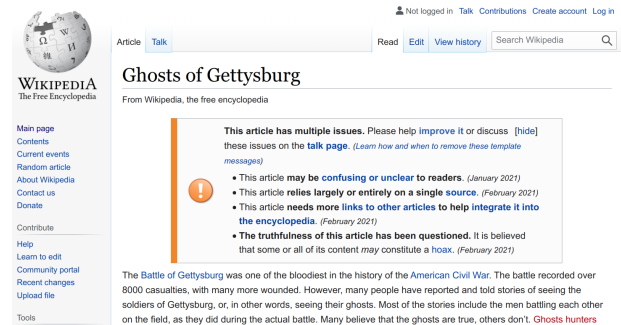 Not logged in Talk Contributions Create account Log in
Article Talk Read Edit View history Search Wikipedia
WIKIPEDIA
The Free Encyclopedia
Main page
Contents
Current events
Random article
About Wikipedia
Contact us
Donate
Contribute
Help
Learn to edit
Community portal
Recent changes
Upload file
Tools
Ghosts of Gettysburg
From Wikipedia, the free encyclopedia
This article has multiple issues. Please help improve it or discuss [hide]
these issues on the talk page. (Learn how and when to remove these template
messages)
• This article may be confusing or unclear to readers. (January 2021)
• This article relies largely or entirely on a single source. (February 2021)
• This article needs more links to other articles to help integrate it into
the encyclopedia. (February 2021)
• The truthfulness of this article has been questioned. It is believed
that some or all of its content may constitute a hoax. (February 2021)
The Battle of Gettysburg was one of the bloodiest in the history of the American Civil War. The battle recorded over
8000 casualties, with many more wounded. However, many people have reported and told stories of seeing the
soldiers of Gettysburg, or, in other words, seeing their ghosts. Most of the stories include the men battling each other
on the field, as they did during the actual battle. Many believe that the ghosts are true, others don't. Ghosts hunters